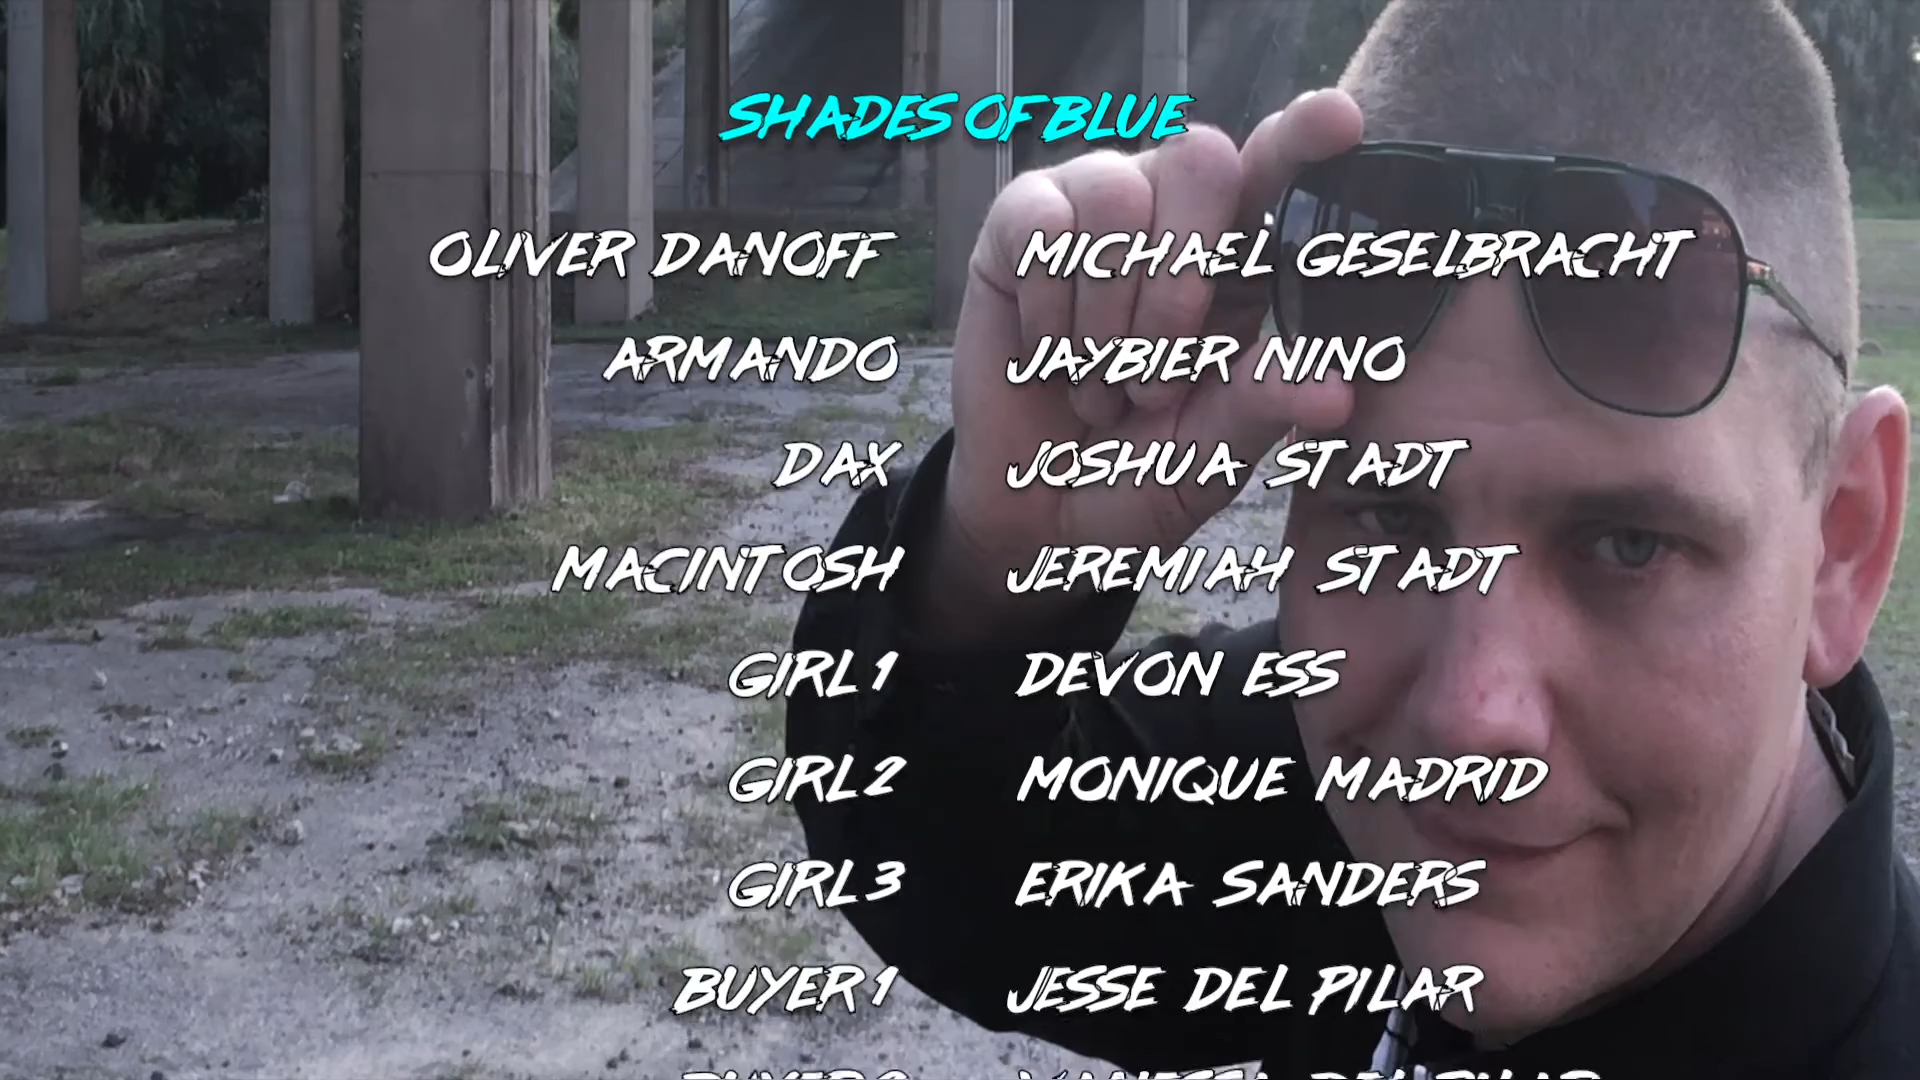 SHADES OF BLUE
OLIVER DANOFF MICHAEL GESELBRACHT
ARMANDO JAYBIER NINO
DAX JOSHUA STADT
MACINTOSH JEREMIAH STADT
GIRL 1 DEVON ESS
GIRL 2 MONIQUE MADRID
GIRL 3 ERIKA SANDERS
BUYER 1 JESSE DEL PILAR